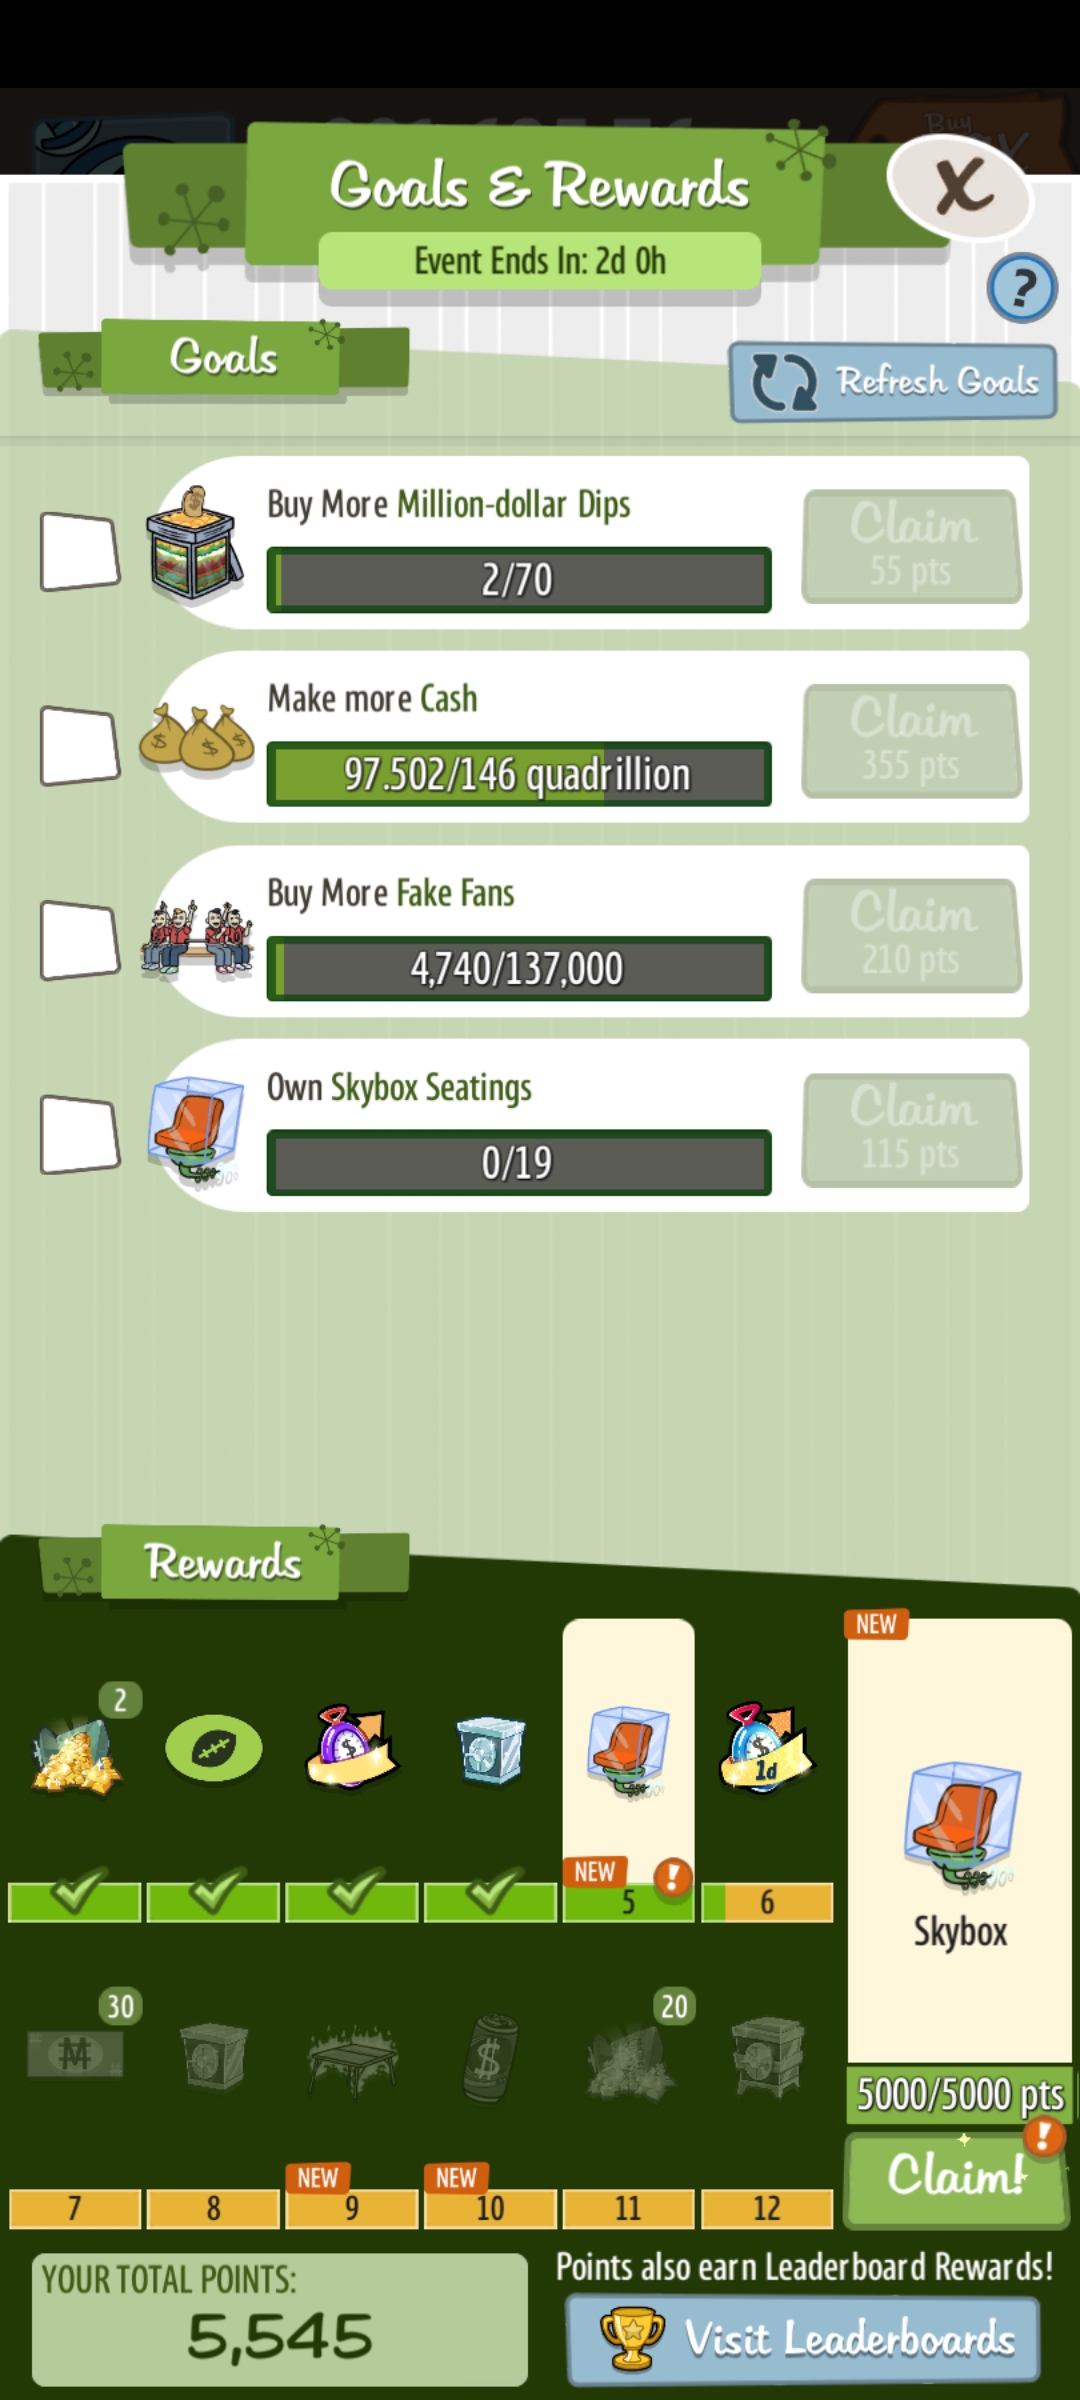 Buy
Goals & Rewards
X
Event Ends In: 2d 0h
?
Goals
Refresh Goals
Buy More Million-dollar Dips
2/70
Claim
55 pts
Make more Cash
97.502/146 quadrillion
Claim
355 pts
Buy More Fake Fans
4,740/137,000
Claim
210 pts
Own Skybox Seatings
0/19
Claim
115 pts
Rewards
NEW
2
1d
NEW
!
5
6
Skybox
30
20
$
5000/5000 pts
!
Claim!
NEW
NEW
7
8
9
10
11
12
YOUR TOTAL POINTS:
5,545
Points also earn Leaderboard Rewards!
Visit Leaderboards